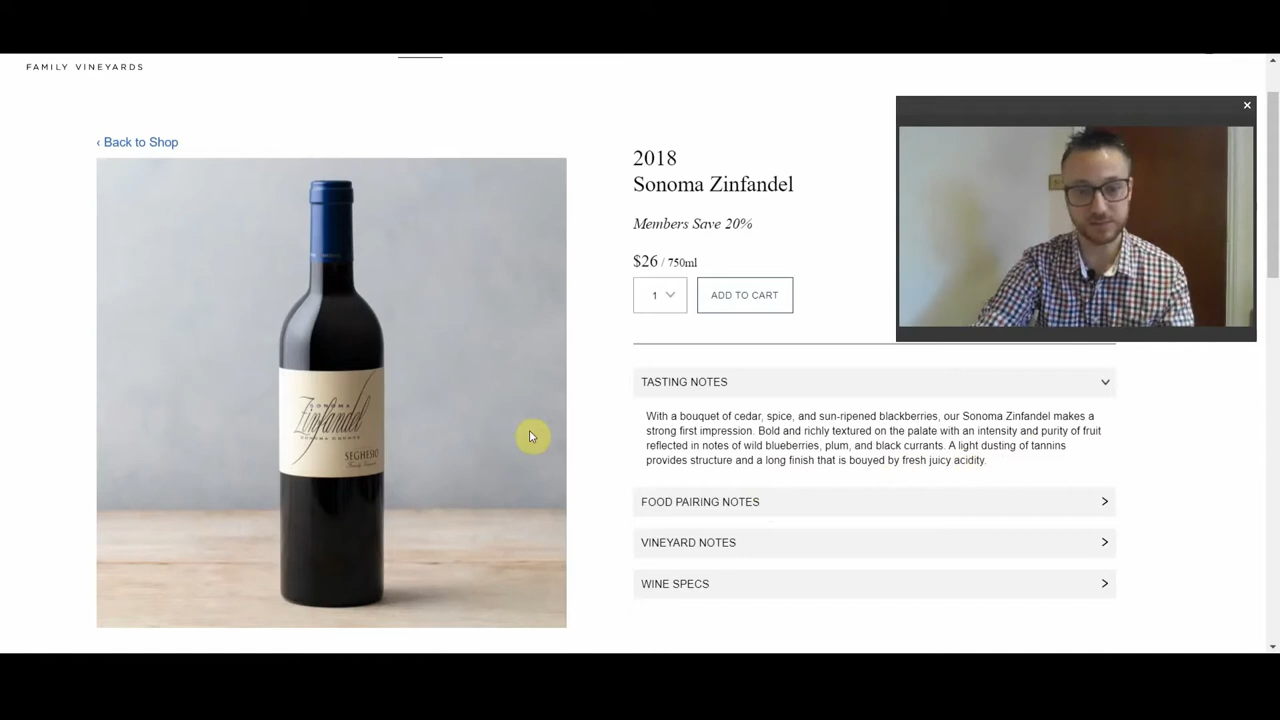 FAMILY VINEYARDS
‹ Back to Shop
2018
Sonoma Zinfandel
Members Save 20%
$26 / 750ml
1
ADD TO CART
TASTING NOTES
With a bouquet of cedar, spice, and sun-ripened blackberries, our Sonoma Zinfandel makes a
strong first impression. Bold and richly textured on the palate with an intensity and purity of fruit
reflected in notes of wild blueberries, plum, and black currants. A light dusting of tannins
provides structure and a long finish that is bouyed by fresh juicy acidity.
FOOD PAIRING NOTES
VINEYARD NOTES
WINE SPECS
SONOMA
Zinfandel
SONOMA COUNTY
SEGHESIO
Family Vineyards